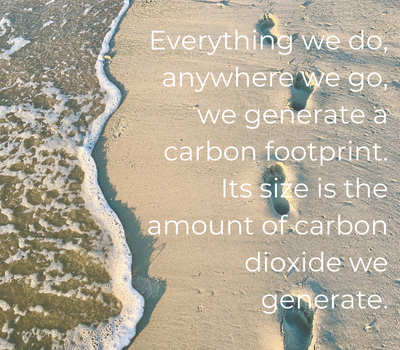 Everything we do,
anywhere we go,
we generate a
carbon footprint.
Its size is the
amount of carbon
dioxide we
generate.